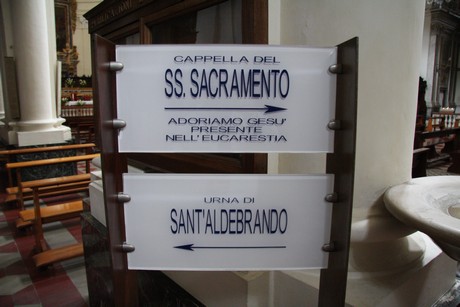 CAPPELLA DEL
SS. SACRAMENTO
ADORIAMO GESU'
PRESENTE
NELL'EUCARESTIA
URNA DI
SANT'ALDEBRANDO